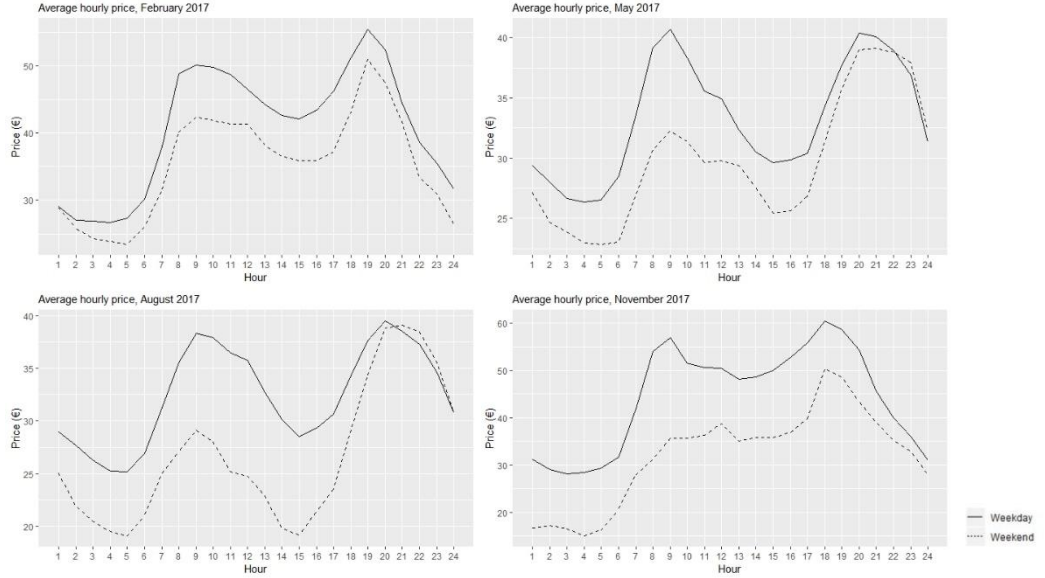 Average hourly price, February 2017
Price (€)
50
40
30
1 2 3 4 5 6 7 8 9 10 11 12 13 14 15 16 17 18 19 20 21 22 23 24
Hour
Average hourly price, May 2017
Price (€)
40
35
30
25
1 2 3 4 5 6 7 8 9 10 11 12 13 14 15 16 17 18 19 20 21 22 23 24
Hour
Average hourly price, August 2017
Price (€)
40
35
30
25
20
1 2 3 4 5 6 7 8 9 10 11 12 13 14 15 16 17 18 19 20 21 22 23 24
Hour
Average hourly price, November 2017
Price (€)
60
50
40
30
20
1 2 3 4 5 6 7 8 9 10 11 12 13 14 15 16 17 18 19 20 21 22 23 24
Hour
Weekday
Weekend